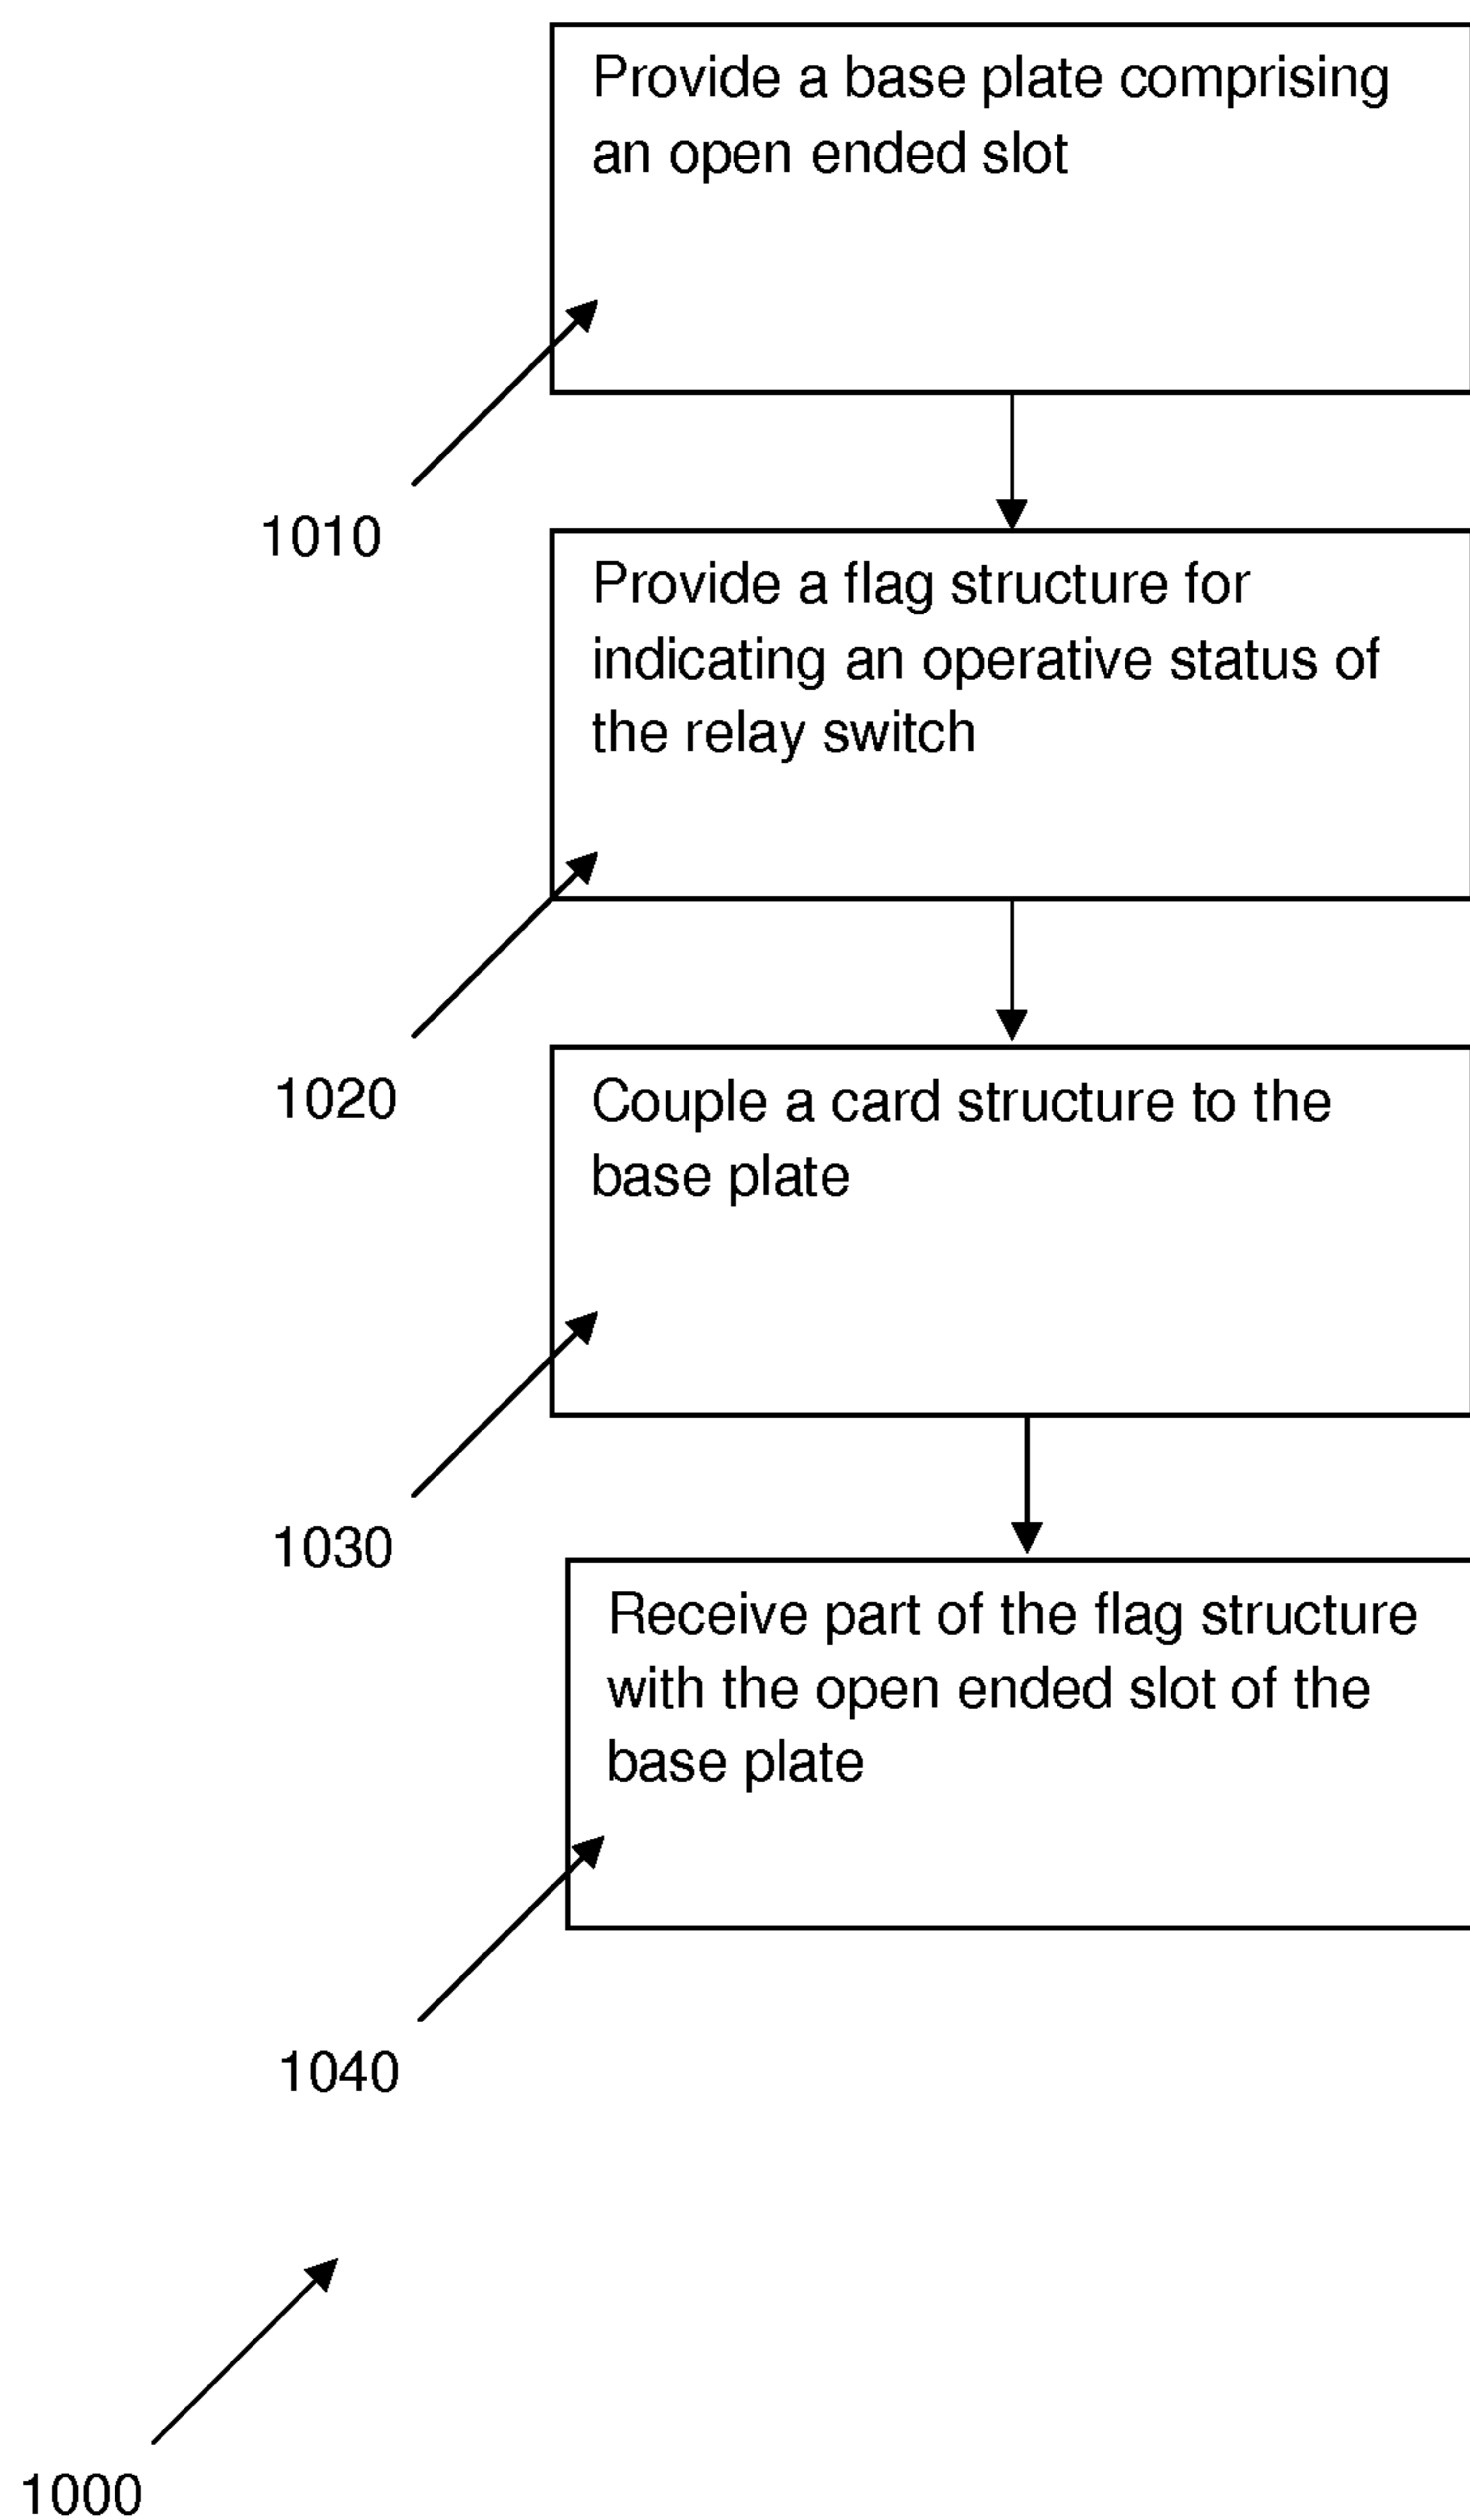 Provide a base plate comprising
an open ended slot
1010
Provide a flag structure for
indicating an operative status of
the relay switch
1020
Couple a card structure to the
base plate
1030
Receive part of the flag structure
with the open ended slot of the
base plate
1040
1000